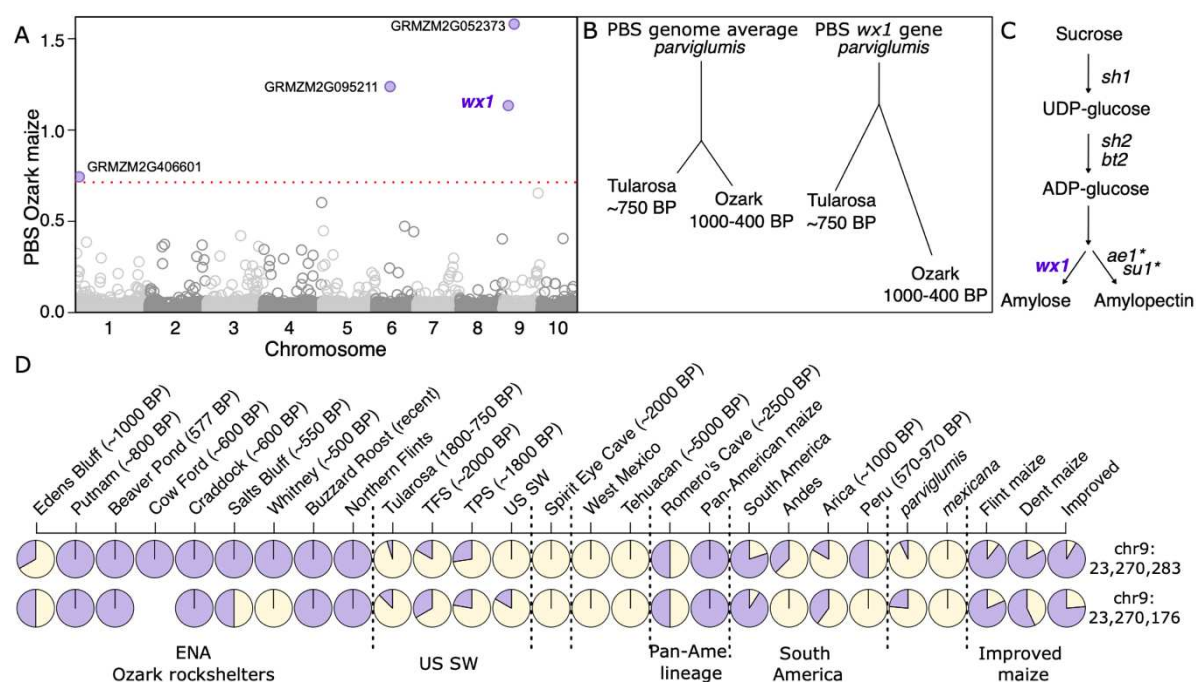 A
PBS Ozark maize
1.5
1.0
0.5
0.0
GRMZM2G052373
GRMZM2G095211
wx1
GRMZM2G406601
1 2 3 4 5 6 7 8 9 10
Chromosome
B
PBS genome average
parviglumis
Tularosa
~750 BP
Ozark
1000-400 BP
PBS wx1 gene
parviglumis
Tularosa
~750 BP
Ozark
1000-400 BP
C
Sucrose
sh1
UDP-glucose
sh2
bt2
ADP-glucose
wx1
ae1*
su1*
Amylose
Amylopectin
D
Edens Bluff (~1000 BP)
Putnam (~800 BP)
Beaver Pond (577 BP)
Cow Ford (~600 BP)
Craddock (~600 BP)
Salts Bluff (~550 BP)
Whitney (~500 BP)
Buzzard Roost (recent)
Northern Flints
Tularosa (1800-750 BP)
TFS (~2000 BP)
TPS (~1800 BP)
US SW
Spirit Eye Cave (~2000 BP)
West Mexico
Tehuacan (~5000 BP)
Romero's Cave (~2500 BP)
Pan-American maize
South America
Andes
Arica (~1000 BP)
Peru (570-970 BP)
parviglumis
mexicana
Flint maize
Dent maize
Improved
chr9:
23,270,283
chr9:
23,270,176
ENA
Ozark rockshelters
US SW
Pan-Ame.
lineage
South
America
Improved
maize